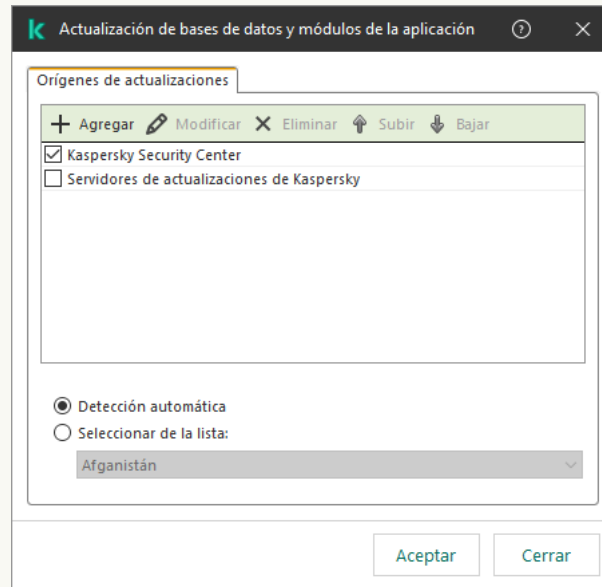 Actualización de bases de datos y módulos de la aplicación
Orígenes de actualizaciones
Agregar Modificar Eliminar Subir Bajar
Kaspersky Security Center
Servidores de actualizaciones de Kaspersky
Detección automática
Seleccionar de la lista:
Afganistán
Aceptar Cerrar